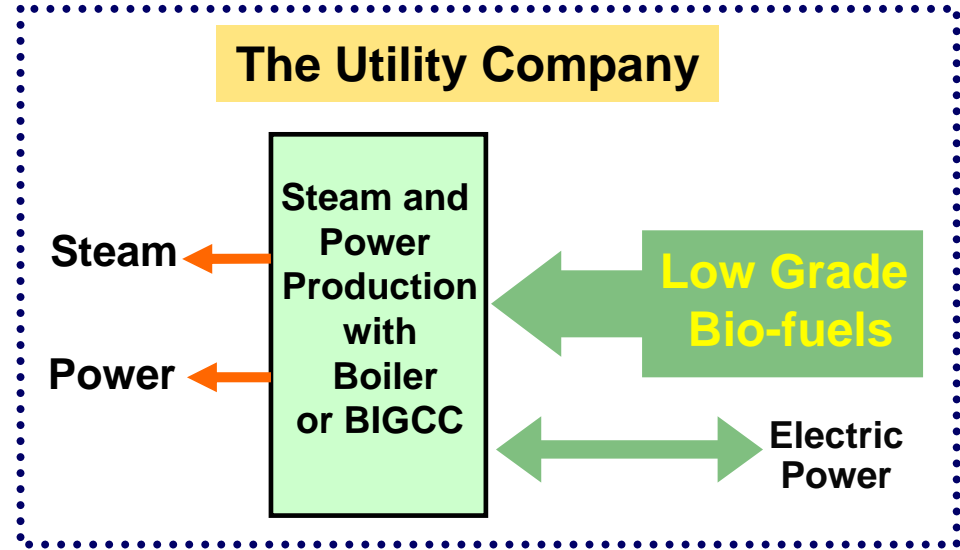 The Utility Company
Steam and
Power
Production
with
Boiler
or BIGCC
Steam
Power
Low Grade
Bio-fuels
Electric
Power